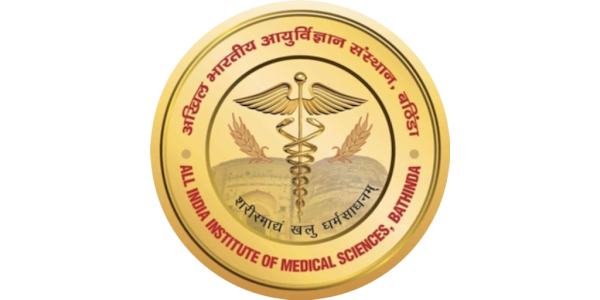 अखिल भारतीय आयुर्विज्ञान संस्थान, बठिंडा
शरीरमाद्यं खलु धर्मसाधनम्
ALL INDIA INSTITUTE OF MEDICAL SCIENCES, BATHINDA